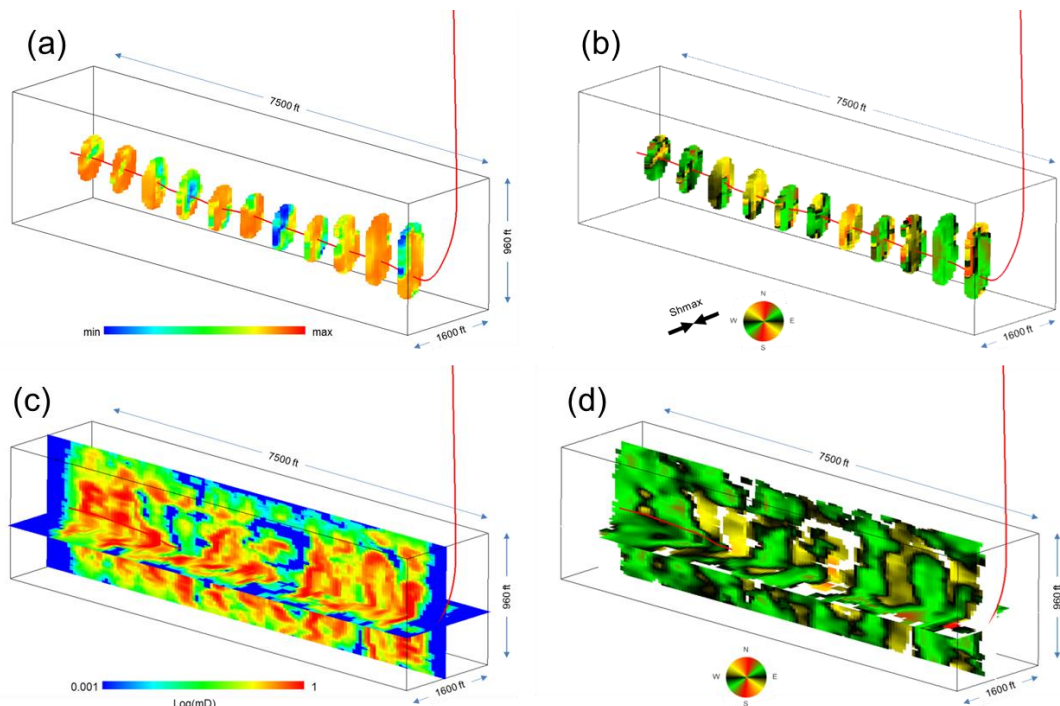 (a)
7500 ft
960 ft
1600 ft
min max
(b)
7500 ft
960 ft
1600 ft
Shmax
N
W E
S
(c)
7500 ft
960 ft
1600 ft
0.001 1
Log(mD)
(d)
7500 ft
960 ft
1600 ft
N
W E
S